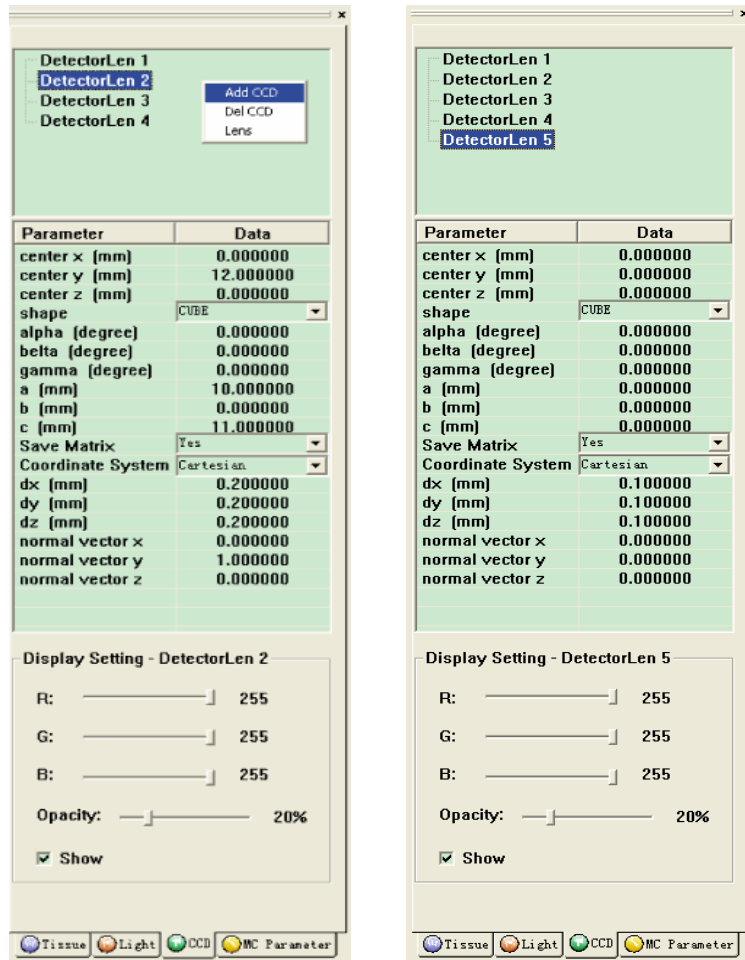 x
DetectorLen 1
DetectorLen 2
DetectorLen 3
DetectorLen 4
Add CCD
Del CCD
Lens
Parameter Data
center x (mm) 0.000000
center y (mm) 12.000000
center z (mm) 0.000000
shape CUBE
alpha (degree) 0.000000
belta (degree) 0.000000
gamma (degree) 0.000000
a (mm) 10.000000
b (mm) 0.000000
c (mm) 11.000000
Save Matrix Yes
Coordinate System Cartesian
dx (mm) 0.200000
dy (mm) 0.200000
dz (mm) 0.200000
normal vector x 0.000000
normal vector y 1.000000
normal vector z 0.000000
Display Setting - DetectorLen 2
R: 255
G: 255
B: 255
Opacity: 20%
Show
Tissue Light CCD MC Parameter
x
DetectorLen 1
DetectorLen 2
DetectorLen 3
DetectorLen 4
DetectorLen 5
Parameter Data
center x (mm) 0.000000
center y (mm) 0.000000
center z (mm) 0.000000
shape CUBE
alpha (degree) 0.000000
belta (degree) 0.000000
gamma (degree) 0.000000
a (mm) 0.000000
b (mm) 0.000000
c (mm) 0.000000
Save Matrix Yes
Coordinate System Cartesian
dx (mm) 0.100000
dy (mm) 0.100000
dz (mm) 0.100000
normal vector x 0.000000
normal vector y 0.000000
normal vector z 0.000000
Display Setting - DetectorLen 5
R: 255
G: 255
B: 255
Opacity: 20%
Show
Tissue Light CCD MC Parameter